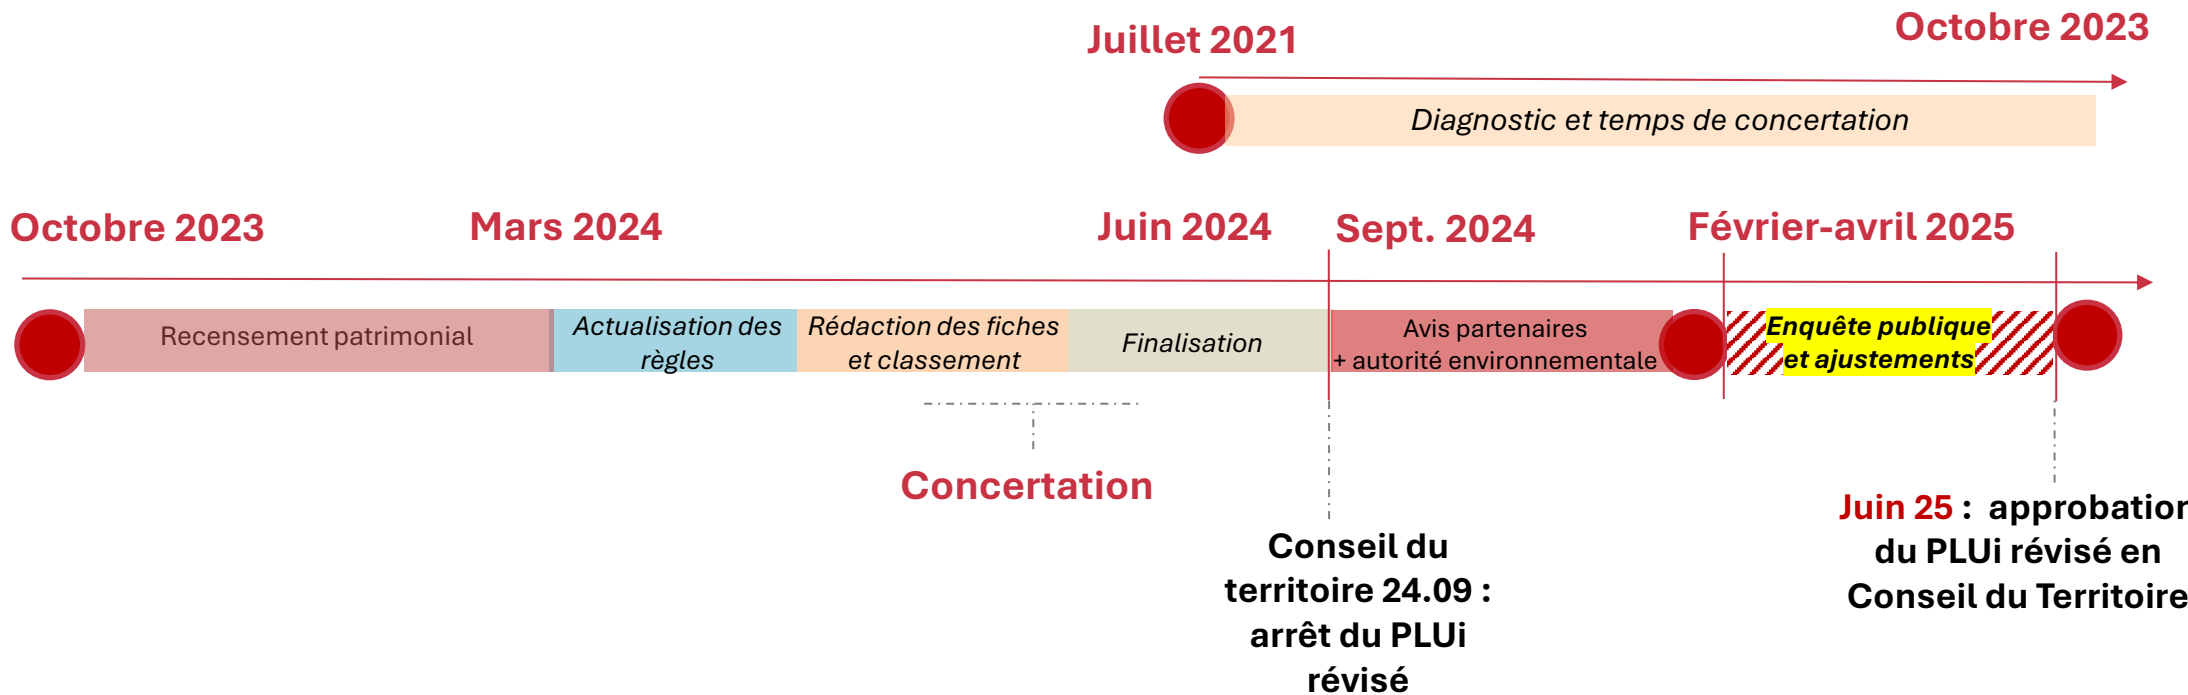 Juillet 2021
Octobre 2023
Diagnostic et temps de concertation
Octobre 2023
Mars 2024
Juin 2024
Sept. 2024
Février-avril 2025
Recensement patrimonial
Actualisation des
règles
Rédaction des fiches
et classement
Finalisation
Avis partenaires
+ autorité environnementale
Enquête publique
et ajustements
Concertation
Conseil du
territoire 24.09 :
arrêt du PLUi
révisé
Juin 25 : approbation
du PLUi révisé en
Conseil du Territoire